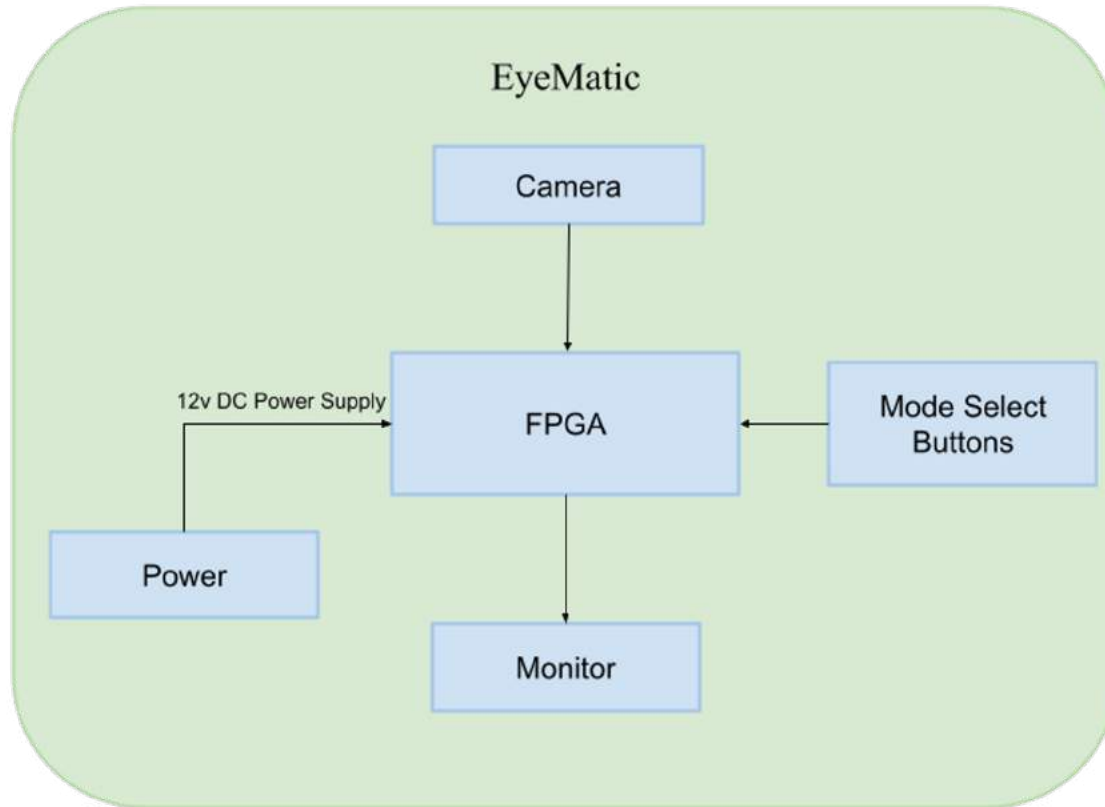 EyeMatic
Camera
12v DC Power Supply
FPGA
Mode Select
Buttons
Power
Monitor